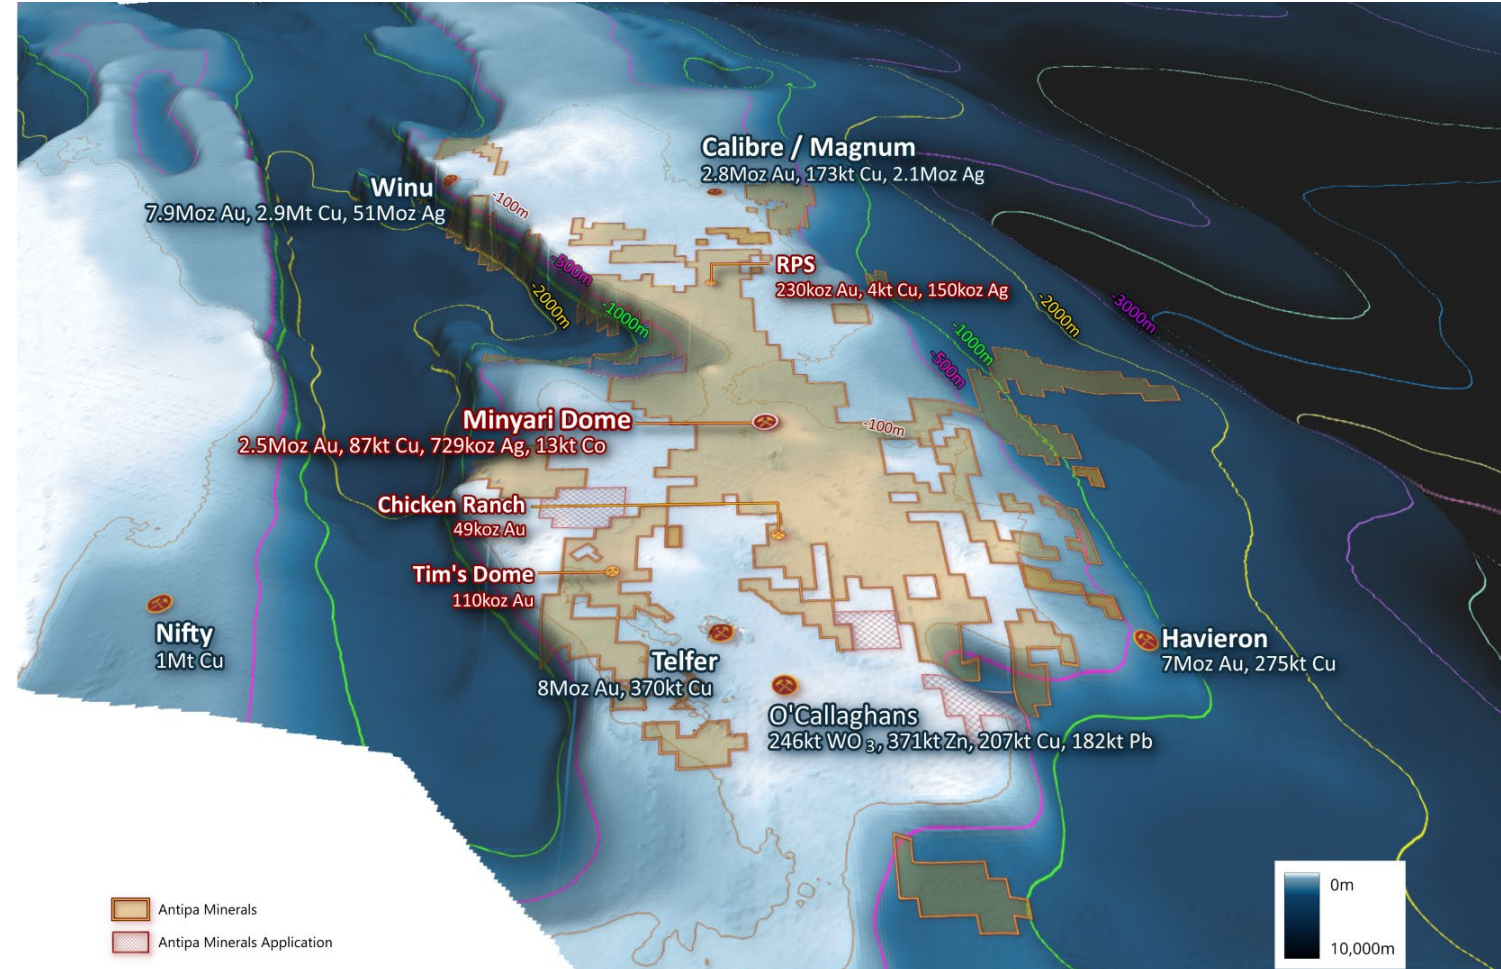 Calibre / Magnum
2.8Moz Au, 173kt Cu, 2.1Moz Ag
Winu
7.9Moz Au, 2.9Mt Cu, 51Moz Ag
-100m
-500m
-2000m
-1000m
RPS
230koz Au, 4kt Cu, 150koz Ag
-2000m
-3000m
-1000m
-500m
Minyari Dome
2.5Moz Au, 87kt Cu, 729koz Ag, 13kt Co
-100m
Chicken Ranch
49koz Au
Tim's Dome
110koz Au
Nifty
1Mt Cu
Telfer
8Moz Au, 370kt Cu
Havieron
7Moz Au, 275kt Cu
O'Callaghans
246kt WO 3, 371kt Zn, 207kt Cu, 182kt Pb
Antipa Minerals
Antipa Minerals Application
0m
10,000m